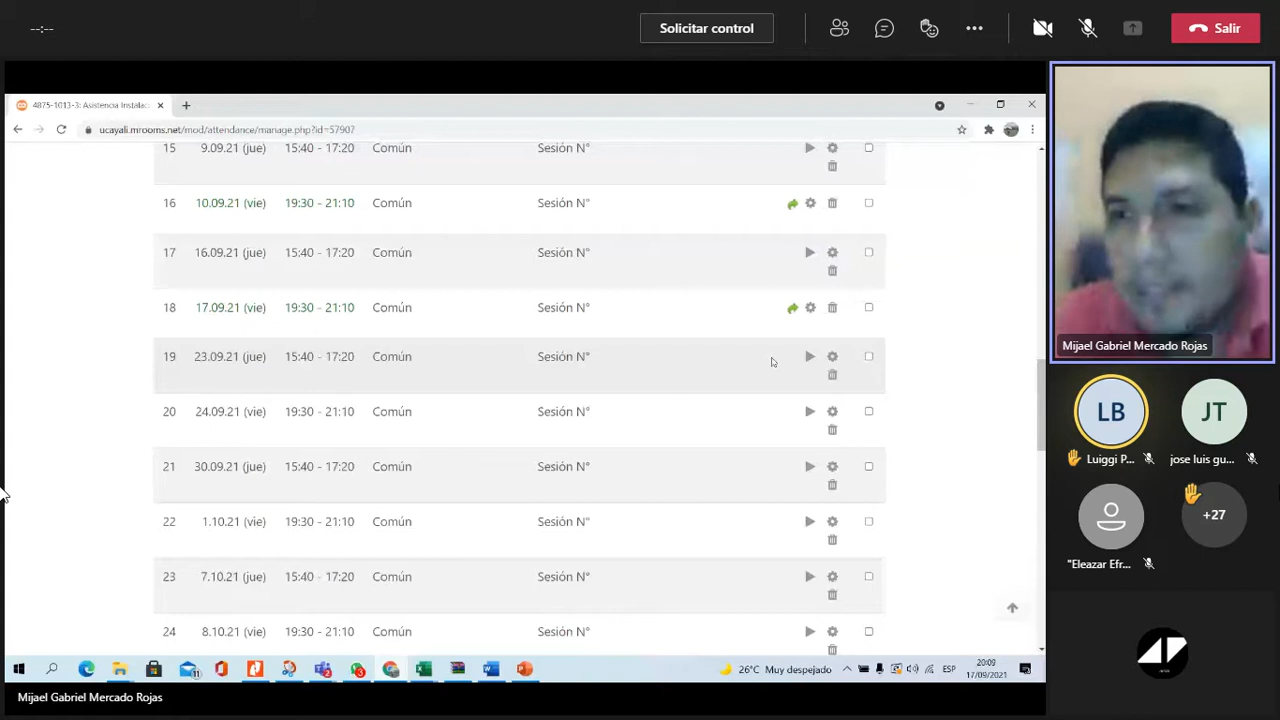 --:--
Solicitar control
Salir
4875-1013-3: Asistencia Instalac
ucayali.mrooms.net/mod/attendance/manage.php?id=57907
15 9.09.21 (jue) 15:40 - 17:20 Común Sesión N°
16 10.09.21 (vie) 19:30 - 21:10 Común Sesión N°
17 16.09.21 (jue) 15:40 - 17:20 Común Sesión N°
18 17.09.21 (vie) 19:30 - 21:10 Común Sesión N°
19 23.09.21 (jue) 15:40 - 17:20 Común Sesión N°
20 24.09.21 (vie) 19:30 - 21:10 Común Sesión N°
21 30.09.21 (jue) 15:40 - 17:20 Común Sesión N°
22 1.10.21 (vie) 19:30 - 21:10 Común Sesión N°
23 7.10.21 (jue) 15:40 - 17:20 Común Sesión N°
24 8.10.21 (vie) 19:30 - 21:10 Común Sesión N°
Mijael Gabriel Mercado Rojas
LB
JT
Luiggi P...
jose luis gu...
+27
"Eleazar Efr...
26°C Muy despejado
ESP
20:09
17/09/2021
Mijael Gabriel Mercado Rojas